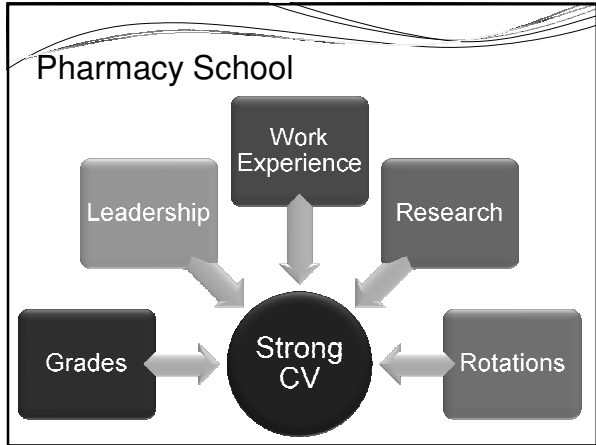 Pharmacy School
Work
Experience
Leadership
Research
Grades
Strong
CV
Rotations